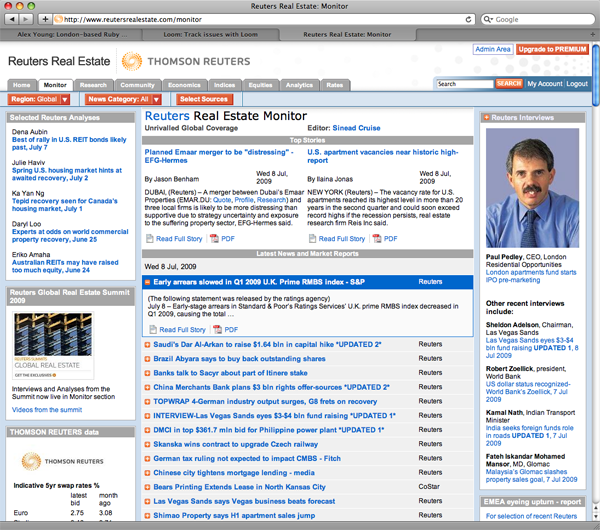 Reuters Real Estate: Monitor
http://www.reutersrealestate.com/monitor
Google
Alex Young: London-based Ruby ...
Loom: Track issues with Loom
Reuters Real Estate: Monitor
Reuters Real Estate
THOMSON REUTERS
Admin Area
Upgrade to PREMIUM
Home
Monitor
Research
Community
Economics
Indices
Equities
Analytics
Rates
Search
SEARCH
My Account
Logout
Region: Global
News Category: All
Select Sources
Selected Reuters Analyses
Dena Aubin
Best of rally in U.S. REIT bonds likely
past, July 7
Julie Haviv
Spring U.S. housing market hints at
awaited recovery, July 2
Ka Yan Ng
Tepid recovery seen for Canada's
housing market, July 1
Daryl Loo
Experts at odds on world commercial
property recovery, June 25
Eriko Amaha
Australian REITs may have raised
too much equity, June 24
Reuters Global Real Estate Summit
2009
REUTERS SUMMITS
GLOBAL REAL ESTATE
GET THE EXCLUSIVES
Interviews and Analyses from the
Summit now live in Monitor section
Videos from the summit
THOMSON REUTERS data
THOMSON REUTERS
Indicative 5yr swap rates %
latest month
bid ago
Euro 2.75 3.08
Reuters Real Estate Monitor
Unrivalled Global Coverage
Editor: Sinead Cruise
Top Stories
Planned Emaar merger to be "distressing" -
EFG-Hermes
By Jason Benham
Wed 8 Jul,
2009
DUBAI, (Reuters) – A merger between Dubai's Emaar
Properties (EMAR.DU: Quote, Profile, Research) and
three local firms is likely to be more distressing than
supportive due to strategy uncertainty and exposure
to the suffering property sector, EFG-Hermes said.
Read Full Story
PDF
U.S. apartment vacancies near historic high-
report
By Ilaina Jonas
Wed 8 Jul,
2009
NEW YORK (Reuters) – The vacancy rate for U.S.
apartments reached its highest level in more than 20
years in the second quarter and could soon exceed
record highs if the recession persists, real estate
research firm Reis Inc said.
Read Full Story
PDF
Latest News and Market Reports
Wed 8 Jul, 2009
Early arrears slowed in Q1 2009 U.K. Prime RMBS index - S&P Reuters
(The following statement was released by the ratings agency)
July 8 – Early-stage arrears in Standard & Poor's Ratings Services' U.K. prime RMBS index decreased in
Q1 2009, causing the total …
Read Full Story
PDF
Saudi's Dar Al-Arkan to raise $1.64 bln in capital hike *UPDATED 2* Reuters
Brazil Abyara says to buy back outstanding shares Reuters
Banks talk to Sacyr about part of Itinere stake Reuters
China Merchants Bank plans $3 bln rights offer-sources *UPDATED 7* Reuters
TOPWRAP 4-German industry output surges, G8 frets on recovery Reuters
INTERVIEW-Las Vegas Sands eyes $3-$4 bln fund raising *UPDATED 1* Reuters
DMCI in top $361.7 mln bid for Philippine power plant *UPDATED 1* Reuters
Skanska wins contract to upgrade Czech railway Reuters
German tax ruling not expected to impact CMBS - Fitch Reuters
Chinese city tightens mortgage lending - media Reuters
Bears Printing Extends Lease in North Kansas City CoStar
Las Vegas Sands says Vegas business beats forecast Reuters
Shimao Property says H1 apartment sales jump Reuters
Reuters Interviews
Paul Pedley, CEO, London
Residential Opportunities
London apartments fund starts
IPO pre-marketing
Other recent interviews
include:
Sheldon Adelson, Chairman,
Las Vegas Sands
Las Vegas Sands eyes $3-$4
bln fund raising UPDATED 1, 8
Jul 2009
Robert Zoellick, president,
World Bank
US dollar status recognized-
World Bank's Zoellick, 7 Jul
2009
Kamal Nath, Indian Transport
Minister
India seeks foreign funds role
in roads UPDATED 1, 7 Jul
2009
Fateh Iskandar Mohamed
Mansor, MD, Glomac
Malaysia's Glomac slashes
property sales goal, 7 Jul 2009
EMEA eyeing upturn - report
For selection of recent Reuters